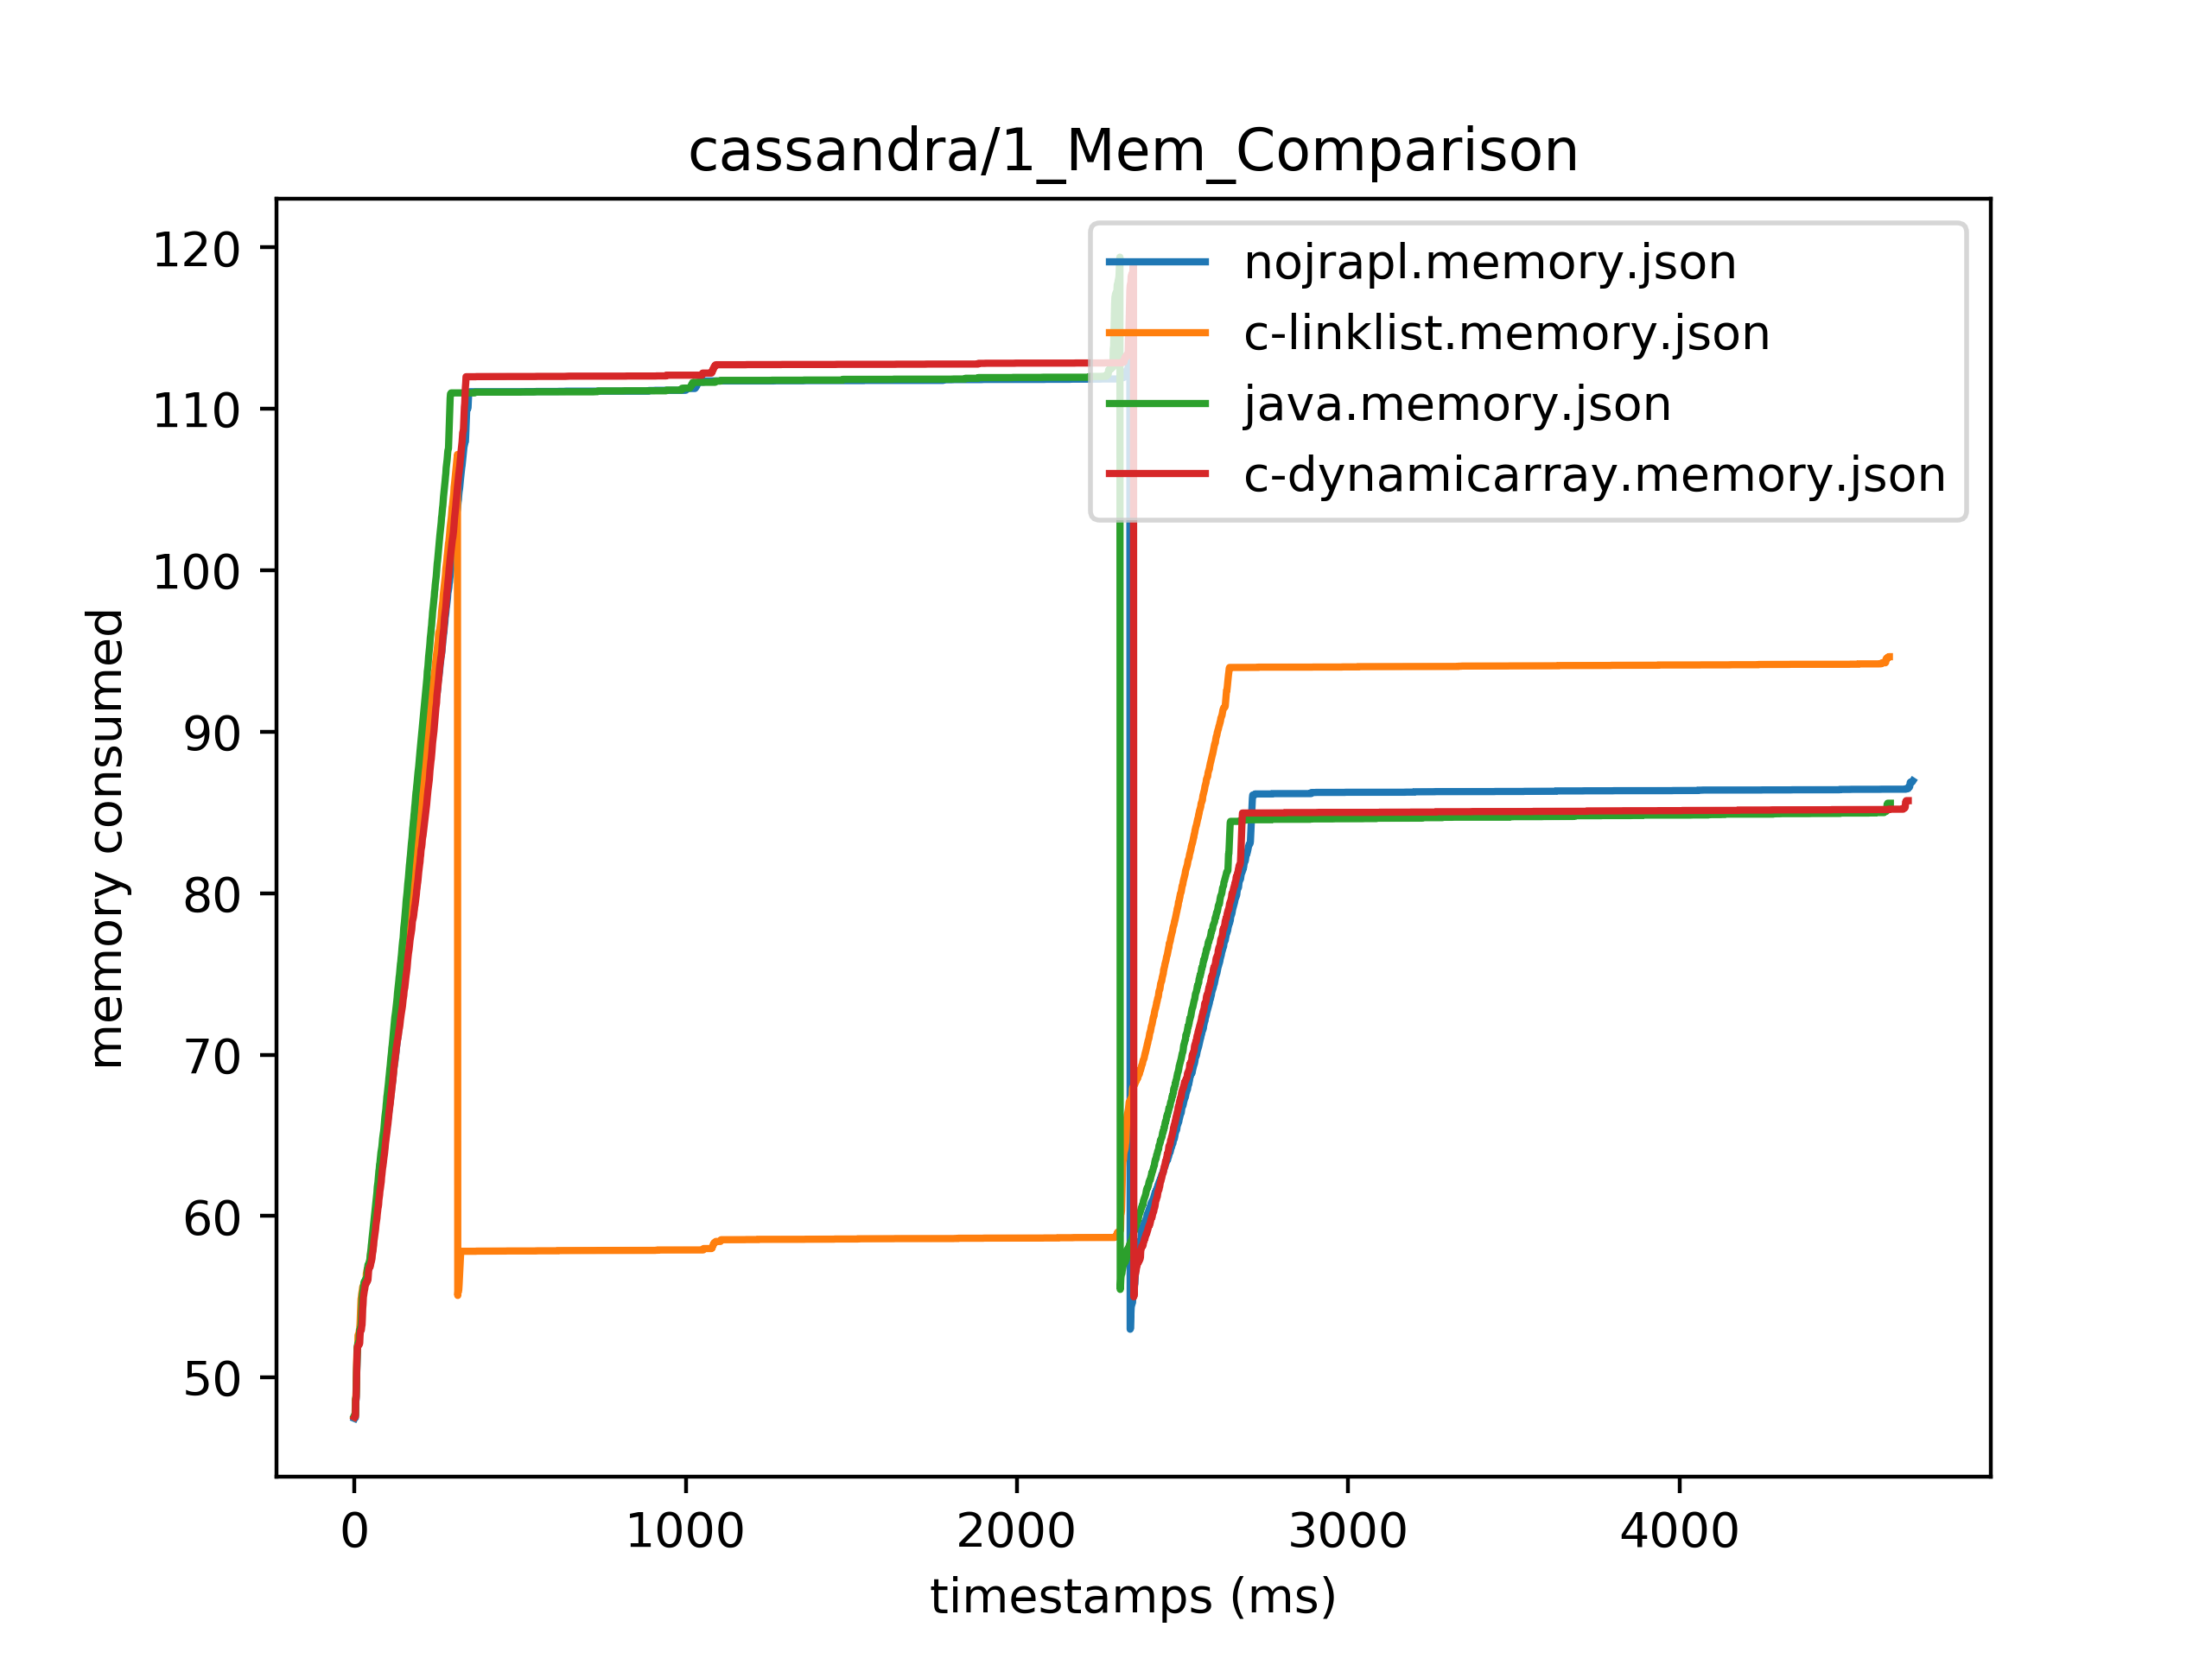 cassandra/1_Mem_Comparison
nojrapl.memory.json
c-linklist.memory.json
java.memory.json
c-dynamicarray.memory.json
memory consumed
120
110
100
90
80
70
60
50
0 1000 2000 3000 4000
timestamps (ms)